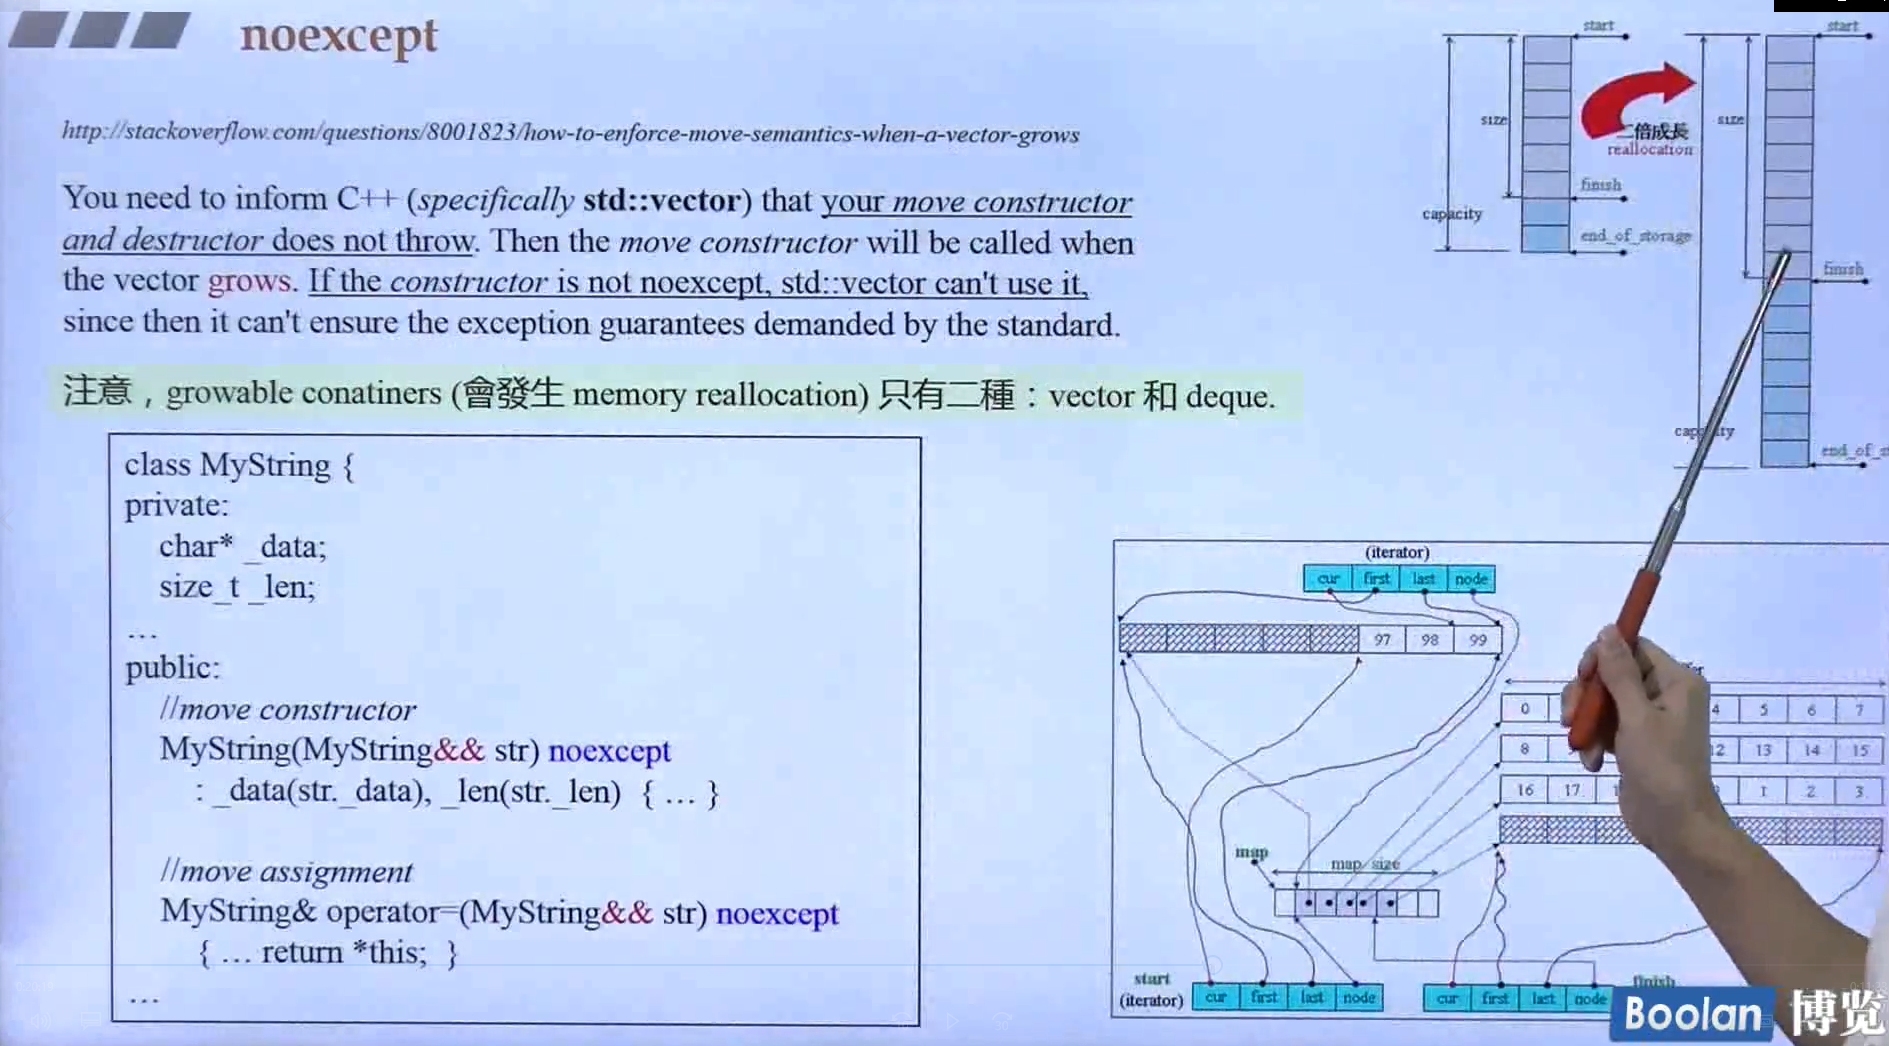 noexcept
http://stackoverflow.com/questions/8001823/how-to-enforce-move-semantics-when-a-vector-grows
You need to inform C++ (specifically std::vector) that your move constructor
and destructor does not throw. Then the move constructor will be called when
the vector grows. If the constructor is not noexcept, std::vector can't use it,
since then it can't ensure the exception guarantees demanded by the standard.
注意，growable conatiners (會發生 memory reallocation) 只有二種：vector 和 deque.
class MyString {
private:
char* _data;
size_t _len;
...
public:
//move constructor
MyString(MyString&& str) noexcept
: _data(str._data), _len(str._len) { ... }
//move assignment
MyString& operator=(MyString&& str) noexcept
{ ... return *this; }
...
start
size
finish
capacity
end_of_storage
二倍成長
reallocation
start
size
finish
capacity
(iterator)
cur first last node
97 98 99
0 4 5 6 7
8 12 13 14 15
16 17 1 2 3
map
map_size
start
(iterator)
cur first last node
finish
cur first last node
Boolan 博览